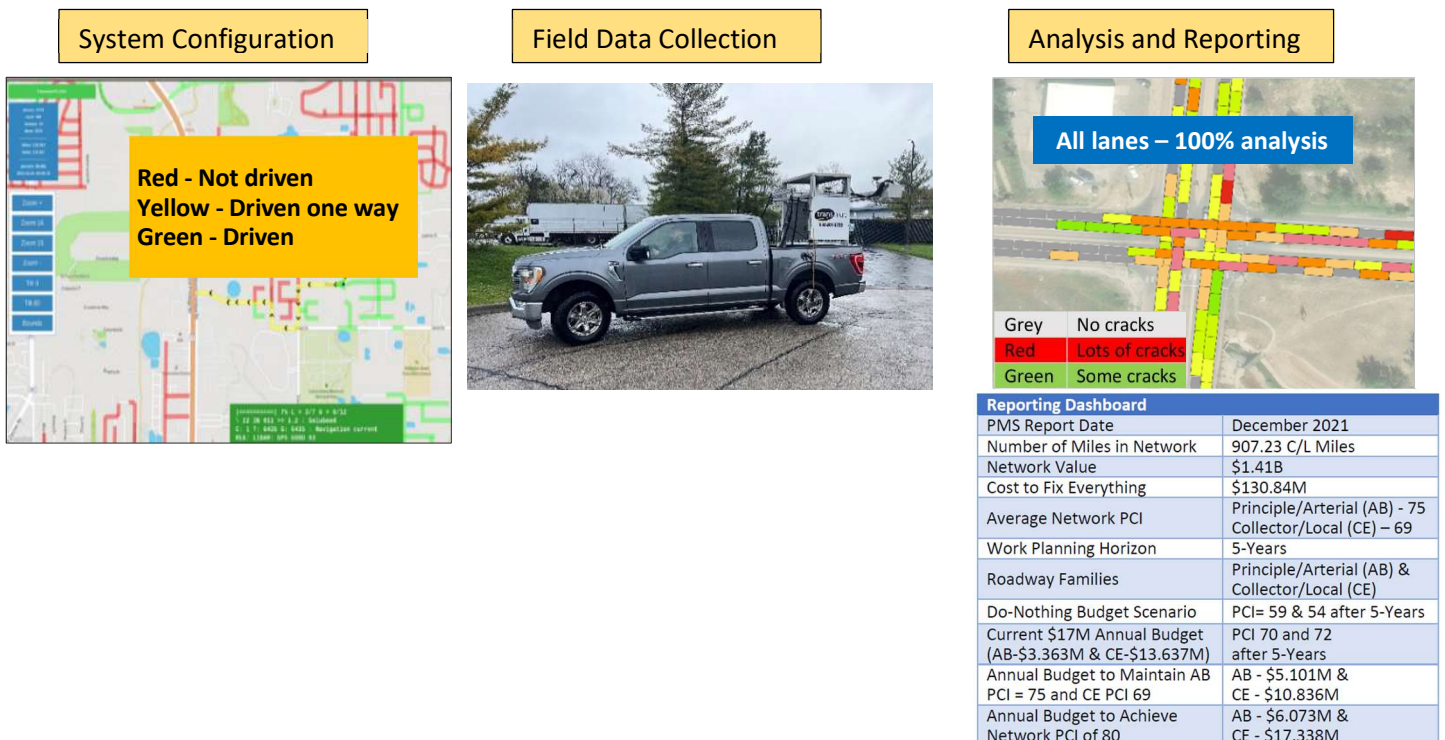 System Configuration
Field Data Collection
Analysis and Reporting
Red - Not driven
Yellow - Driven one way
Green - Driven
All lanes – 100% analysis
Grey No cracks
Red Lots of cracks
Green Some cracks
Reporting Dashboard
PMS Report Date December 2021
Number of Miles in Network 907.23 C/L Miles
Network Value $1.41B
Cost to Fix Everything $130.84M
Average Network PCI Principle/Arterial (AB) - 75
Collector/Local (CE) – 69
Work Planning Horizon 5-Years
Roadway Families Principle/Arterial (AB) &
Collector/Local (CE)
Do-Nothing Budget Scenario PCI= 59 & 54 after 5-Years
Current $17M Annual Budget PCI 70 and 72
(AB-$3.363M & CE-$13.637M) after 5-Years
Annual Budget to Maintain AB AB - $5.101M &
PCI = 75 and CE PCI 69 CE - $10.836M
Annual Budget to Achieve AB - $6.073M &
Network PCI of 80 CE - $17.338M